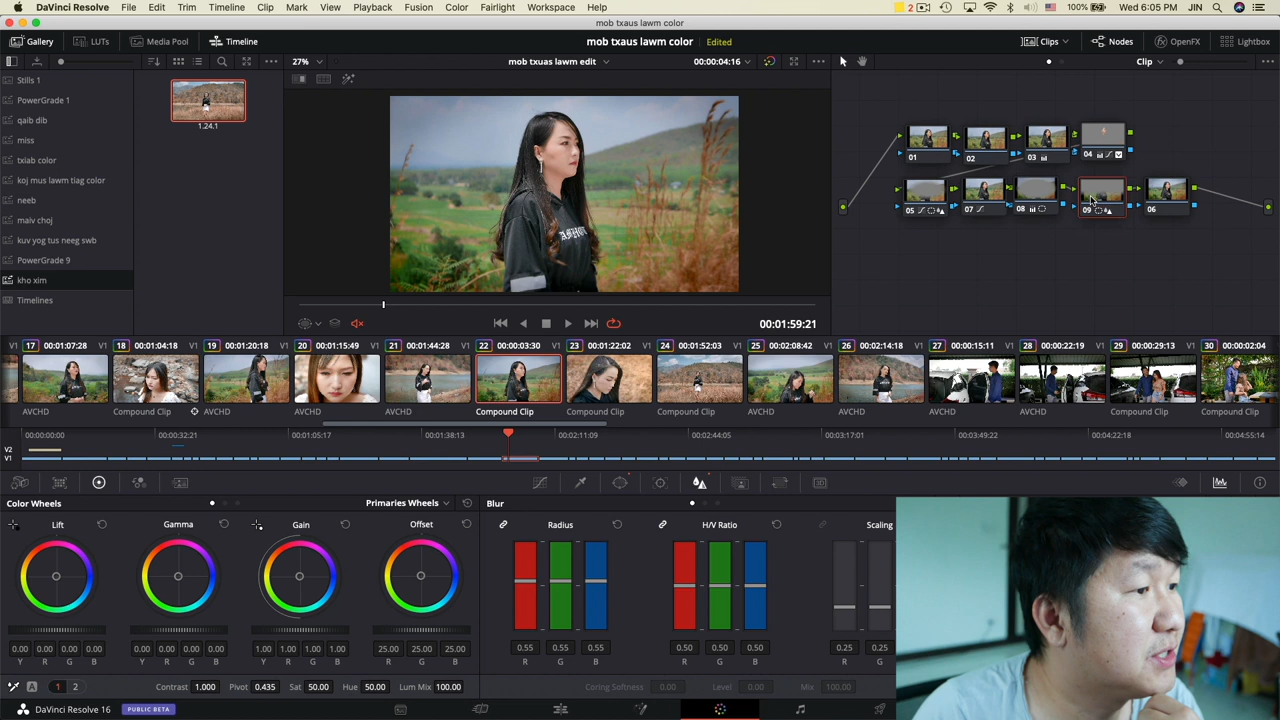 DaVinci Resolve File Edit Trim Timeline Clip Mark View Playback Fusion Color Fairlight Workspace Help 2 100% Wed 6:05 PM JIN
mob txaus lawm color
Gallery LUTs Media Pool Timeline mob txaus lawm color Edited Clips Nodes OpenFX Lightbox
27% mob txuas lawm edit 00:00:04:16 Clip
Stills 1
PowerGrade 1
qaib dib
miss
txiab color
koj mus lawm tiag color
neeb
maiv choj
kuv yog tus neeg swb
PowerGrade 9
kho xim
Timelines
1.24.1
01 02 03 04
05 07 08 09 06
00:01:59:21
V1 17 00:01:07:28 V1 18 00:01:04:18 V1 19 00:01:20:18 V1 20 00:01:15:49 V1 21 00:01:44:28 V1 22 00:00:03:30 V1 23 00:01:22:02 V1 24 00:01:52:03 V1 25 00:02:08:42 V1 26 00:02:14:18 V1 27 00:00:15:11 V1 28 00:00:22:19 V1 29 00:00:29:13 V1 30 00:00:02:04
AVCHD Compound Clip AVCHD AVCHD AVCHD Compound Clip Compound Clip Compound Clip AVCHD AVCHD AVCHD AVCHD Compound Clip Compound Clip
00:00:00:00 00:00:32:21 00:01:05:17 00:01:38:13 00:02:11:09 00:02:44:05 00:03:17:01 00:03:49:22 00:04:22:18 00:04:55:14
V2
V1
Color Wheels Primaries Wheels Blur
Lift Gamma Gain Offset Radius H/V Ratio Scaling
0.00 0.00 0.00 0.00 0.00 0.00 0.00 0.00 1.00 1.00 1.00 1.00 25.00 25.00 25.00 0.55 0.55 0.55 0.50 0.50 0.50 0.25 0.25
Y R G B Y R G B Y R G B R G B R G B R G B R G
A 1 2 Contrast 1.000 Pivot 0.435 Sat 50.00 Hue 50.00 Lum Mix 100.00 Coring Softness 0.00 Level 0.00 Mix 100.00
DaVinci Resolve 16 PUBLIC BETA